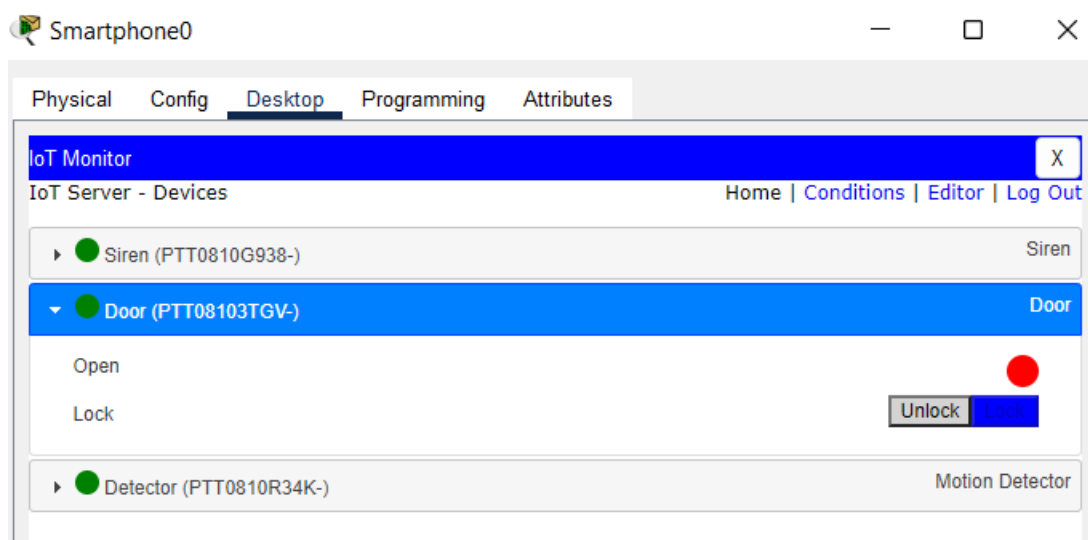 Smartphone0
Physical Config Desktop Programming Attributes
IoT Monitor X
IoT Server - Devices Home | Conditions | Editor | Log Out
Siren (PTT0810G938-) Siren
Door (PTT08103TGV-) Door
Open
Lock Unlock Lock
Detector (PTT0810R34K-) Motion Detector